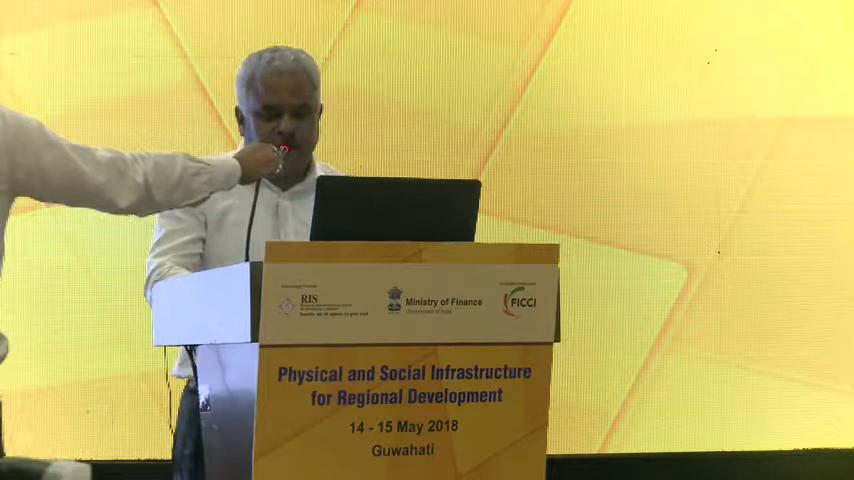 RIS
Ministry of Finance
Government of India
FICCI
Physical and Social Infrastructure
for Regional Development
14 - 15 May 2018
Guwahati